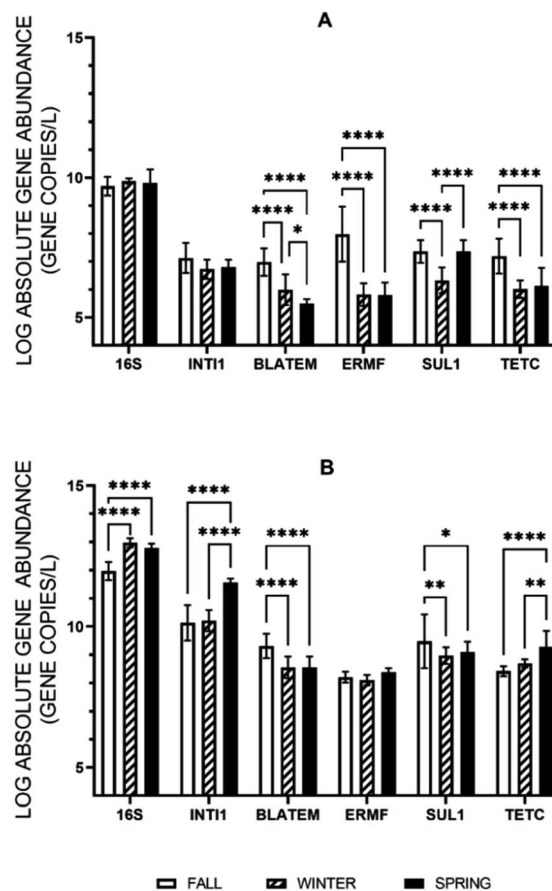 A
LOG ABSOLUTE GENE ABUNDANCE
(GENE COPIES/L)
15
10
5
****
****
*
****
****
****
****
****
****
16S INTI1 BLATEM ERMF SUL1 TETC
B
LOG ABSOLUTE GENE ABUNDANCE
(GENE COPIES/L)
15
10
5
****
****
****
****
****
****
*
**
****
**
16S INTI1 BLATEM ERMF SUL1 TETC
FALL WINTER SPRING